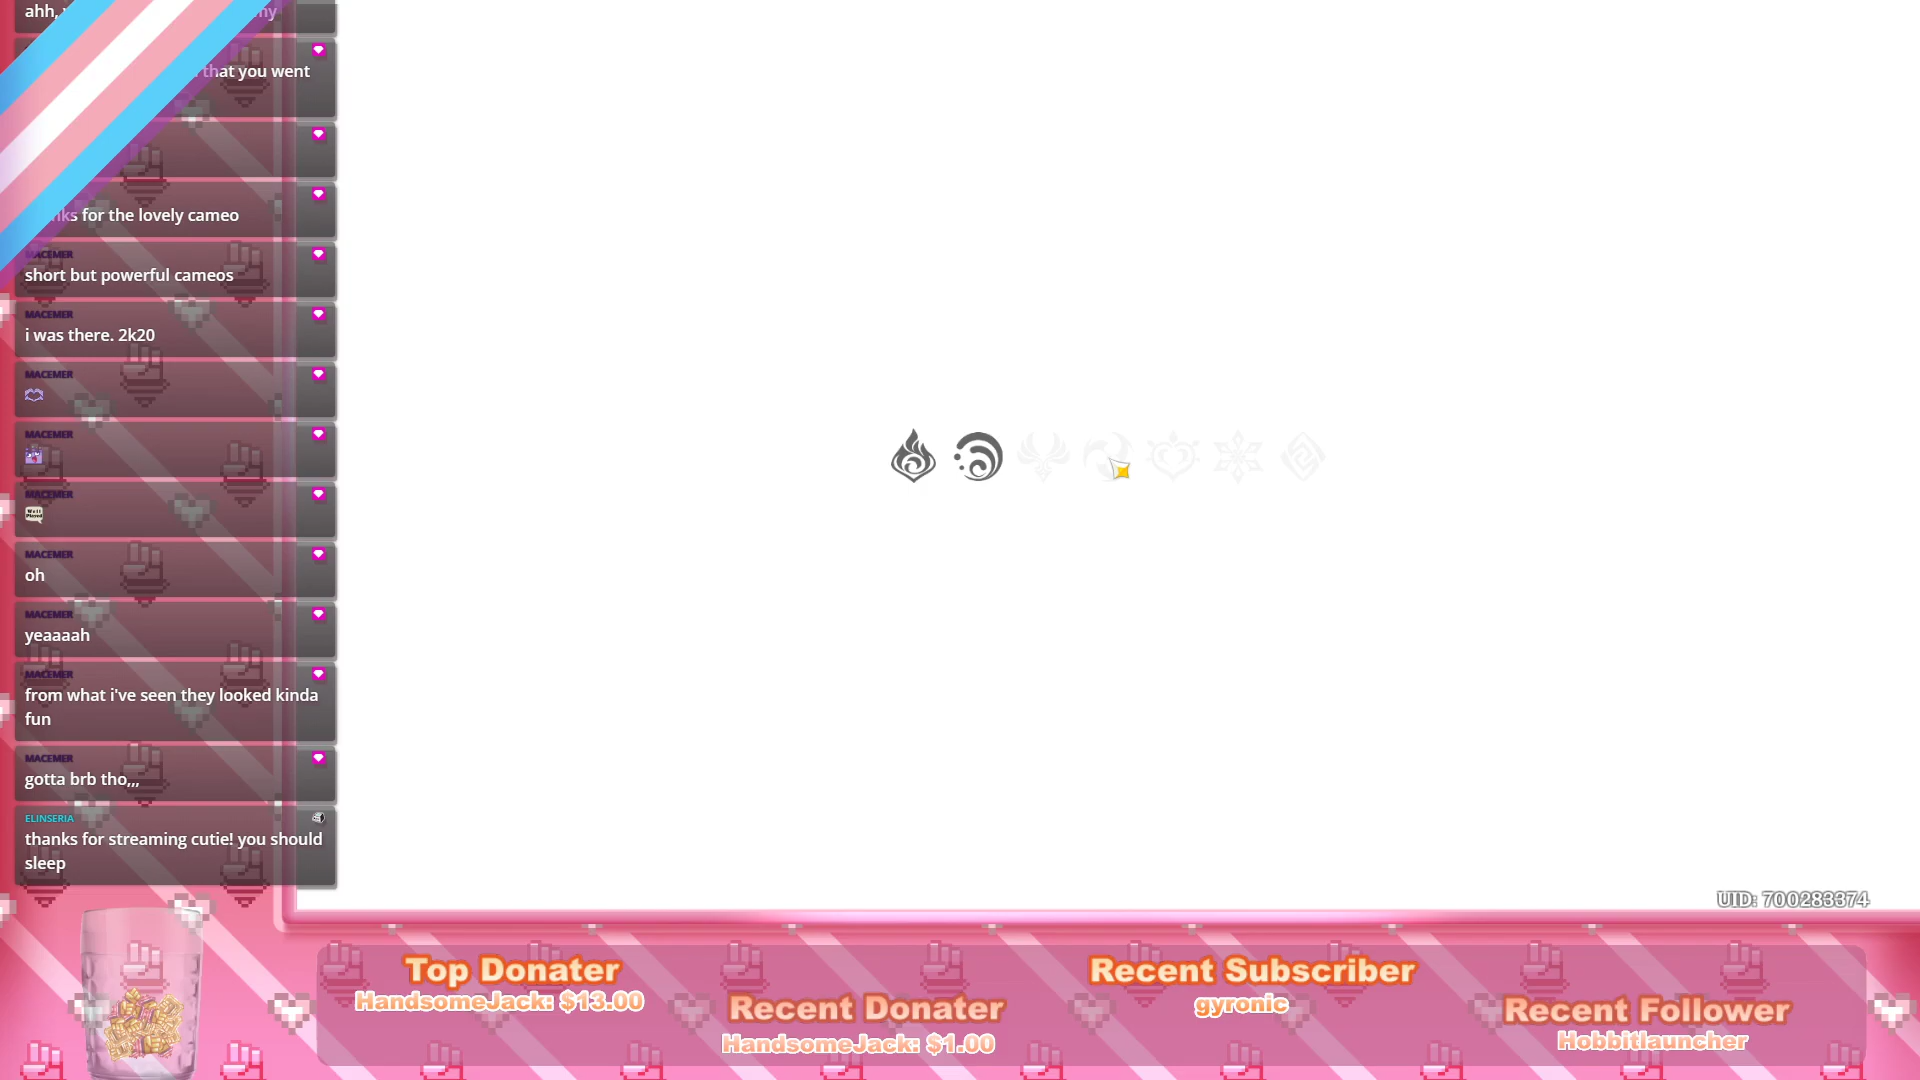 ahh,
my
that you went
for the lovely cameo
MACEMER
short but powerful cameos
MACEMER
i was there. 2k20
MACEMER
MACEMER
MACEMER
Well Played
MACEMER
oh
MACEMER
yeaaaah
MACEMER
from what i've seen they looked kinda
fun
MACEMER
gotta brb tho,,,
ELINSERIA
thanks for streaming cutie! you should
sleep
UID: 700283374
Top Donater
HandsomeJack: $13.00
Recent Donater
HandsomeJack: $1.00
Recent Subscriber
gyronic
Recent Follower
Hobbitlauncher